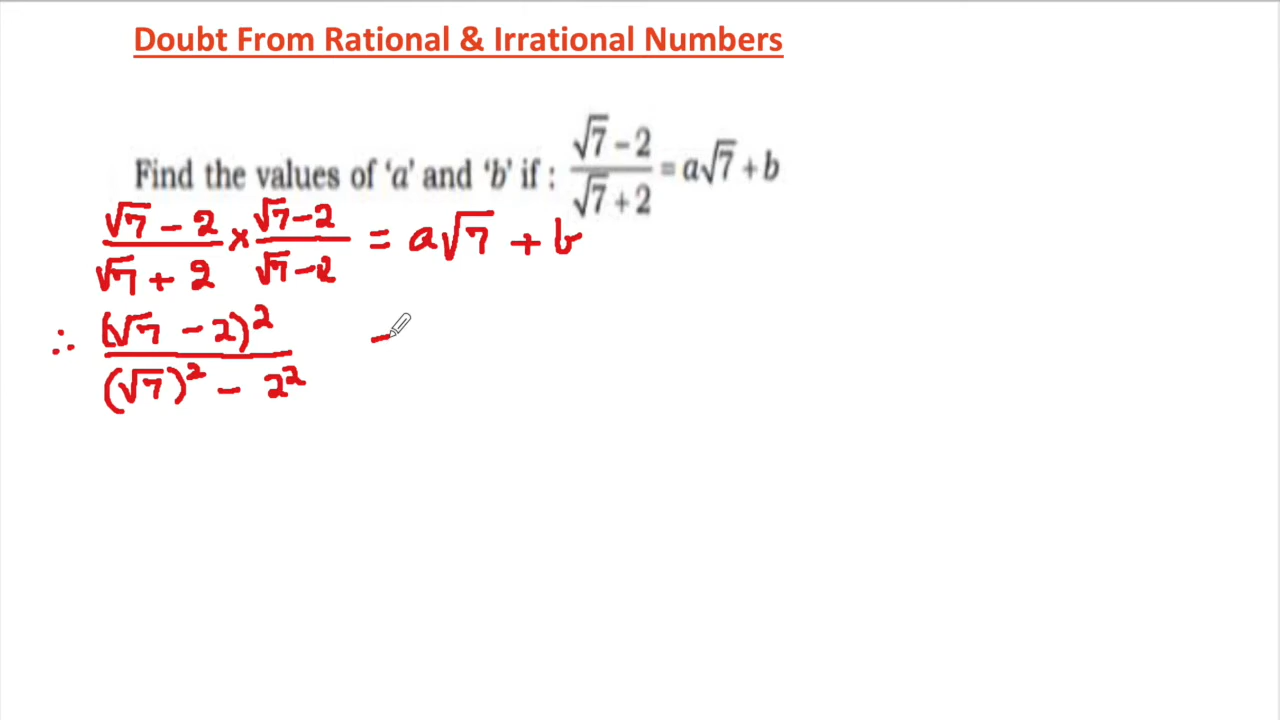 Doubt From Rational & Irrational Numbers
Find the values of ‘a’ and ‘b’ if : (√7 − 2)/(√7 + 2) = a√7 + b
(√7 − 2)/(√7 + 2) × (√7 − 2)/(√7 − 2) = a√7 + b
∴ (√7 − 2)²/((√7)² − 2²)